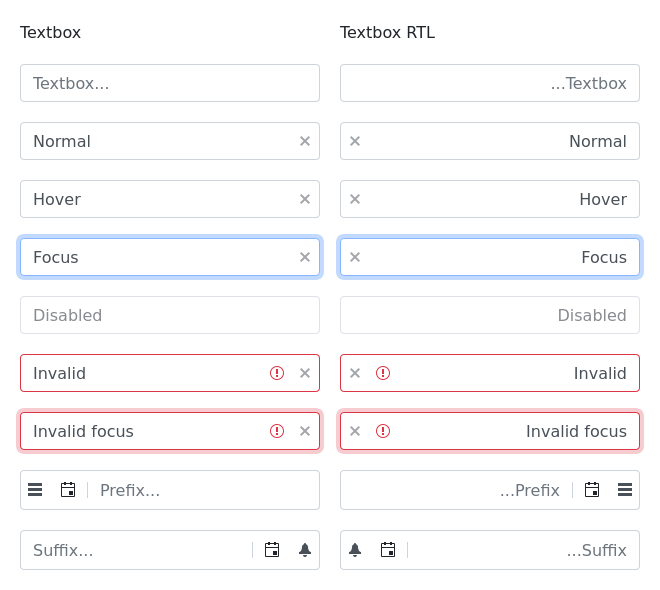 Textbox Textbox RTL
Textbox... ...Textbox
Normal Normal
Hover Hover
Focus Focus
Disabled Disabled
Invalid Invalid
Invalid focus Invalid focus
Prefix... ...Prefix
Suffix... ...Suffix